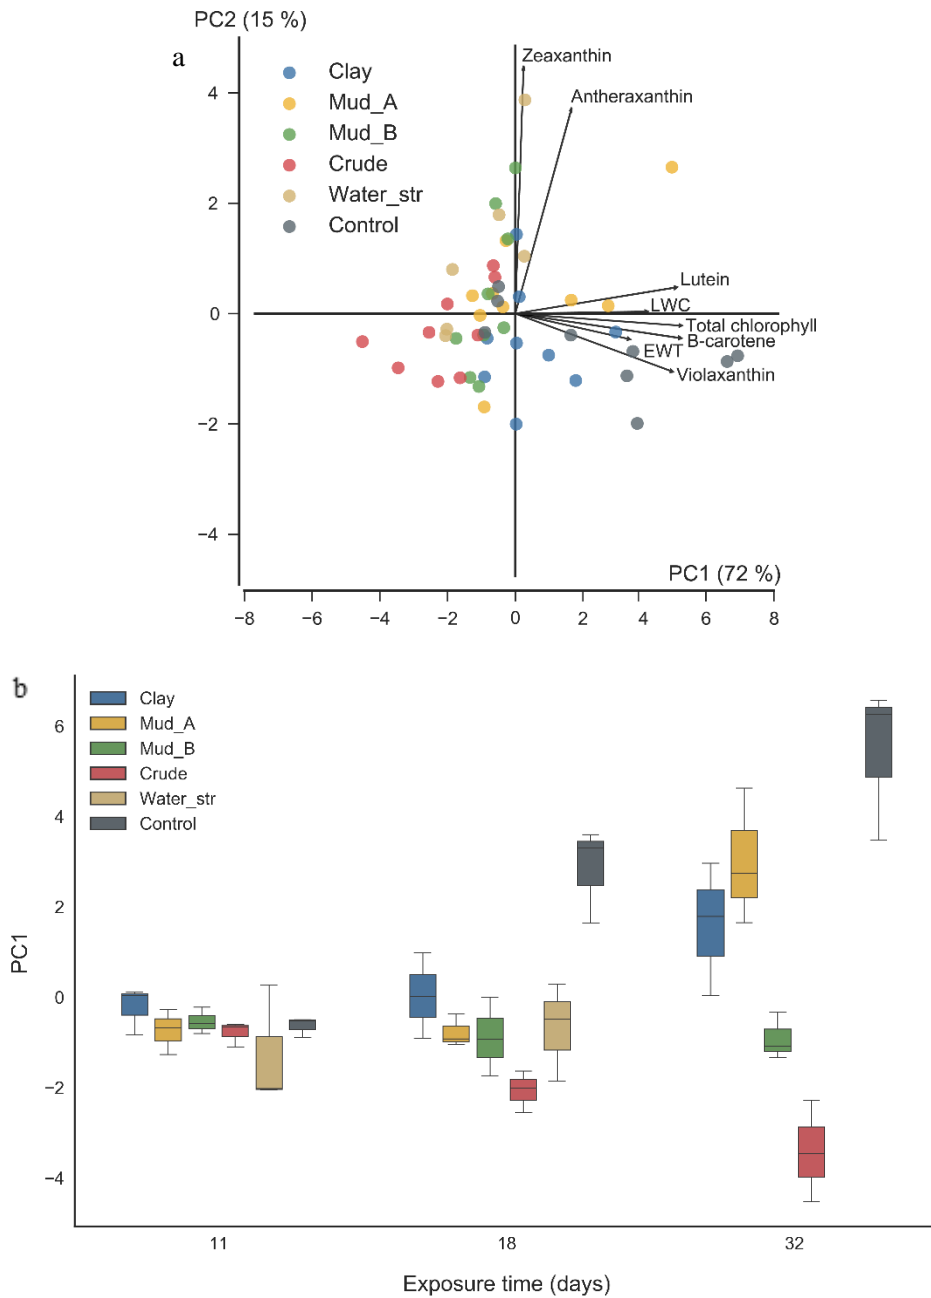 PC2 (15 %)
a
Clay
Mud_A
Mud_B
Crude
Water_str
Control
Zeaxanthin
Antheraxanthin
Lutein
LWC
Total chlorophyll
B-carotene
EWT
Violaxanthin
4
2
0
−2
−4
PC1 (72 %)
−8 −6 −4 −2 0 2 4 6 8
b
Clay
Mud_A
Mud_B
Crude
Water_str
Control
6
4
2
0
−2
−4
PC1
11 18 32
Exposure time (days)